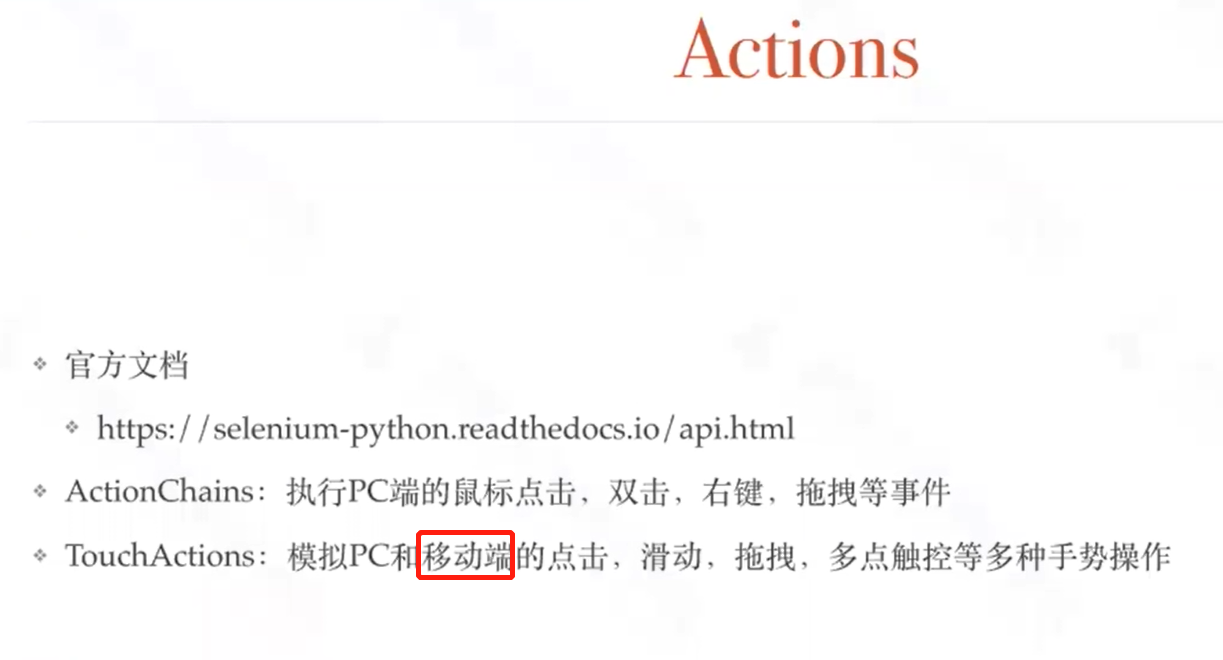 Actions
官方文档
https://selenium-python.readthedocs.io/api.html
ActionChains：执行PC端的鼠标点击，双击，右键，拖拽等事件
TouchActions：模拟PC和移动端的点击，滑动，拖拽，多点触控等多种手势操作